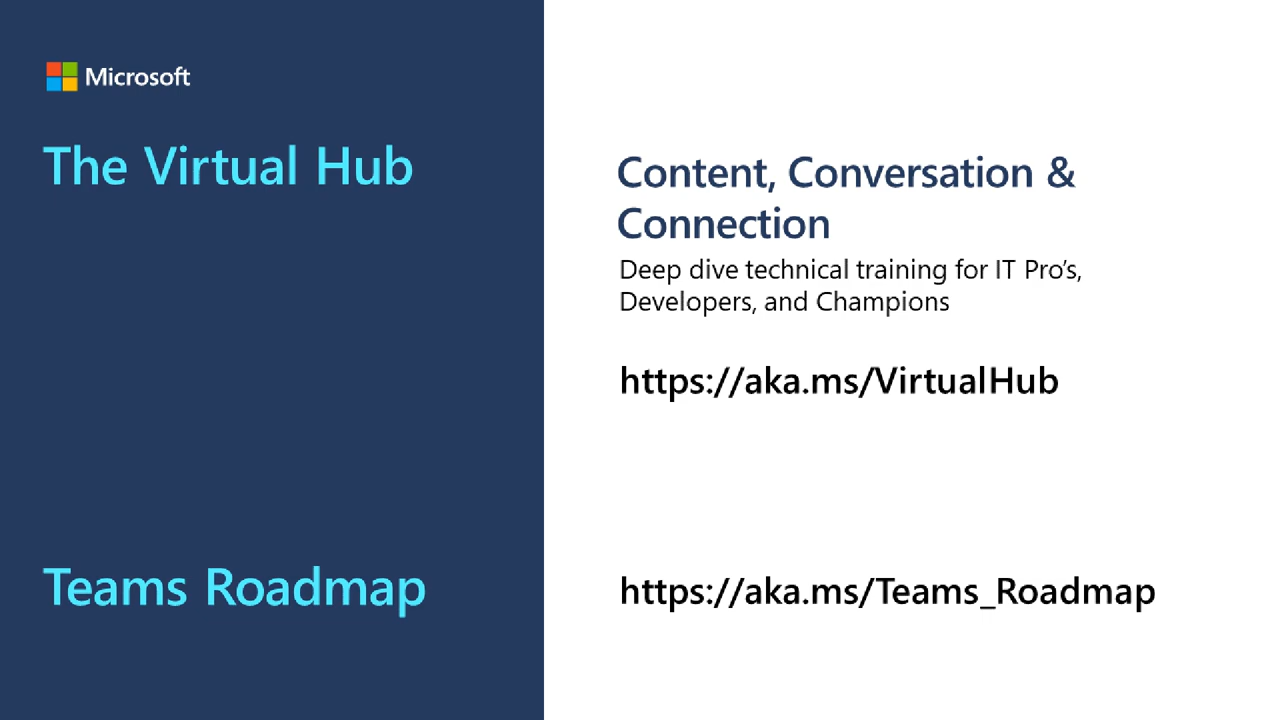 Microsoft
The Virtual Hub
Content, Conversation &
Connection
Deep dive technical training for IT Pro's,
Developers, and Champions
https://aka.ms/VirtualHub
Teams Roadmap
https://aka.ms/Teams_Roadmap